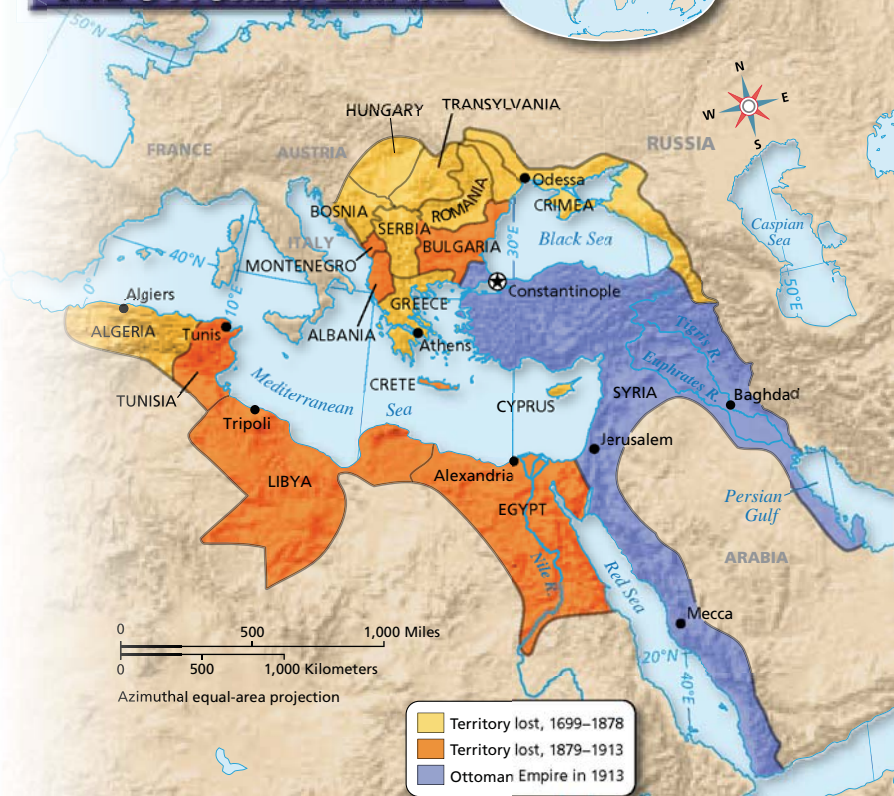 50°N
N
E
W
S
HUNGARY
TRANSYLVANIA
FRANCE
AUSTRIA
RUSSIA
Odessa
ROMANIA
CRIMEA
BOSNIA
SERBIA
Caspian
Sea
ITALY
BULGARIA
30°E
Black Sea
40°N
MONTENEGRO
0°
50°E
Algiers
10°E
GREECE
Constantinople
ALGERIA
Tunis
ALBANIA
Athens
Tigris R.
Euphrates R.
CRETE
Mediterranean
Sea
CYPRUS
SYRIA
Baghdad
TUNISIA
Tripoli
Jerusalem
LIBYA
Alexandria
EGYPT
Persian
Gulf
Nile R.
Red Sea
ARABIA
Mecca
0
500
1,000 Miles
0
500
1,000 Kilometers
20°N
40°E
Azimuthal equal-area projection
Territory lost, 1699–1878
Territory lost, 1879–1913
Ottoman Empire in 1913